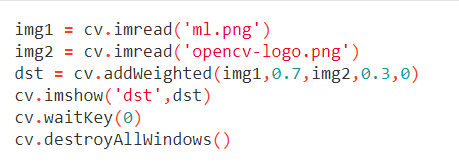 img1 = cv.imread('ml.png')
img2 = cv.imread('opencv-logo.png')
dst = cv.addWeighted(img1,0.7,img2,0.3,0)
cv.imshow('dst',dst)
cv.waitKey(0)
cv.destroyAllWindows()